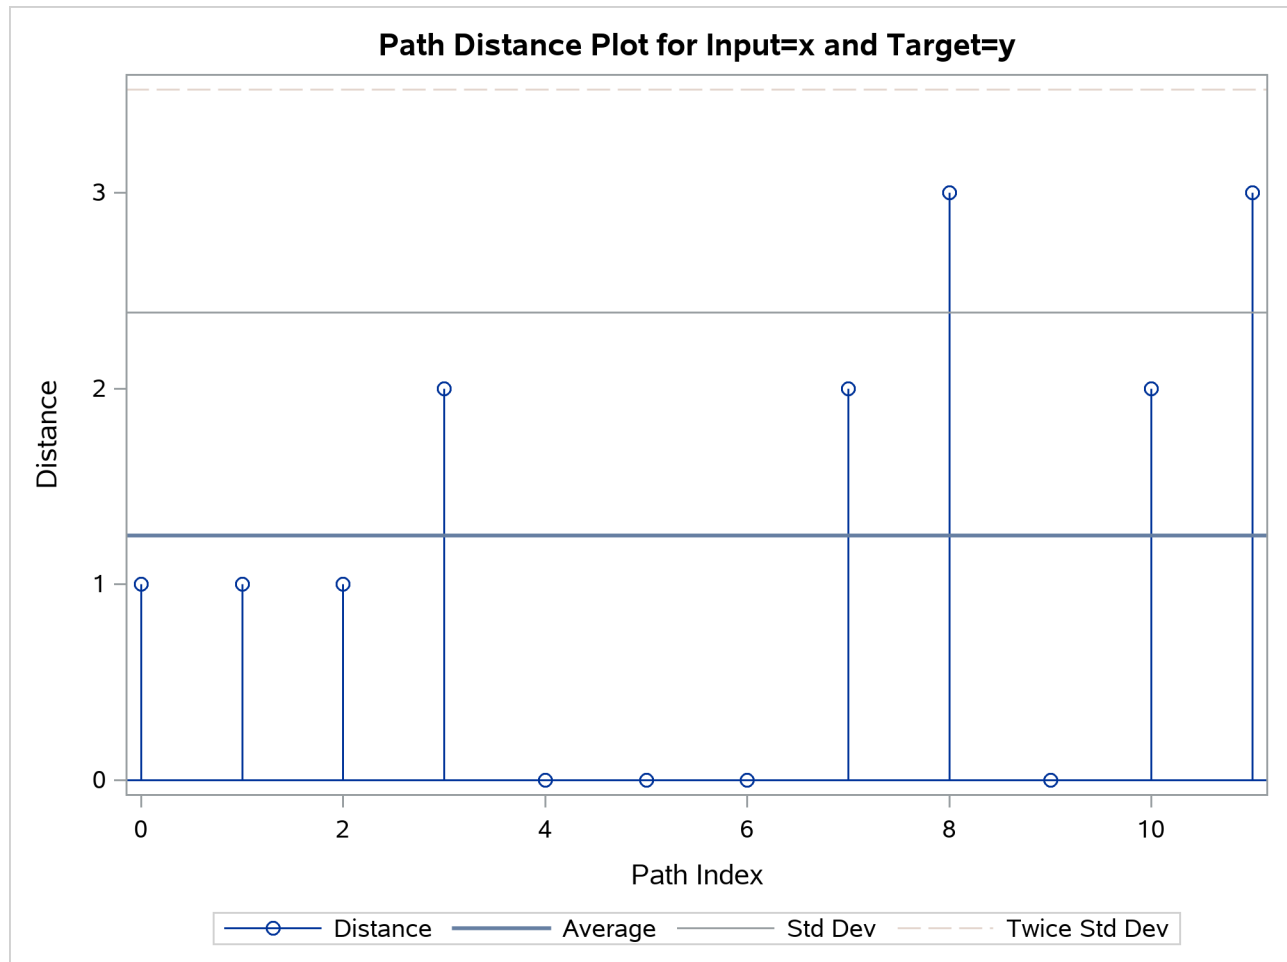 Path Distance Plot for Input=x and Target=y
3
2
1
0
Distance
0 2 4 6 8 10
Path Index
Distance Average Std Dev Twice Std Dev